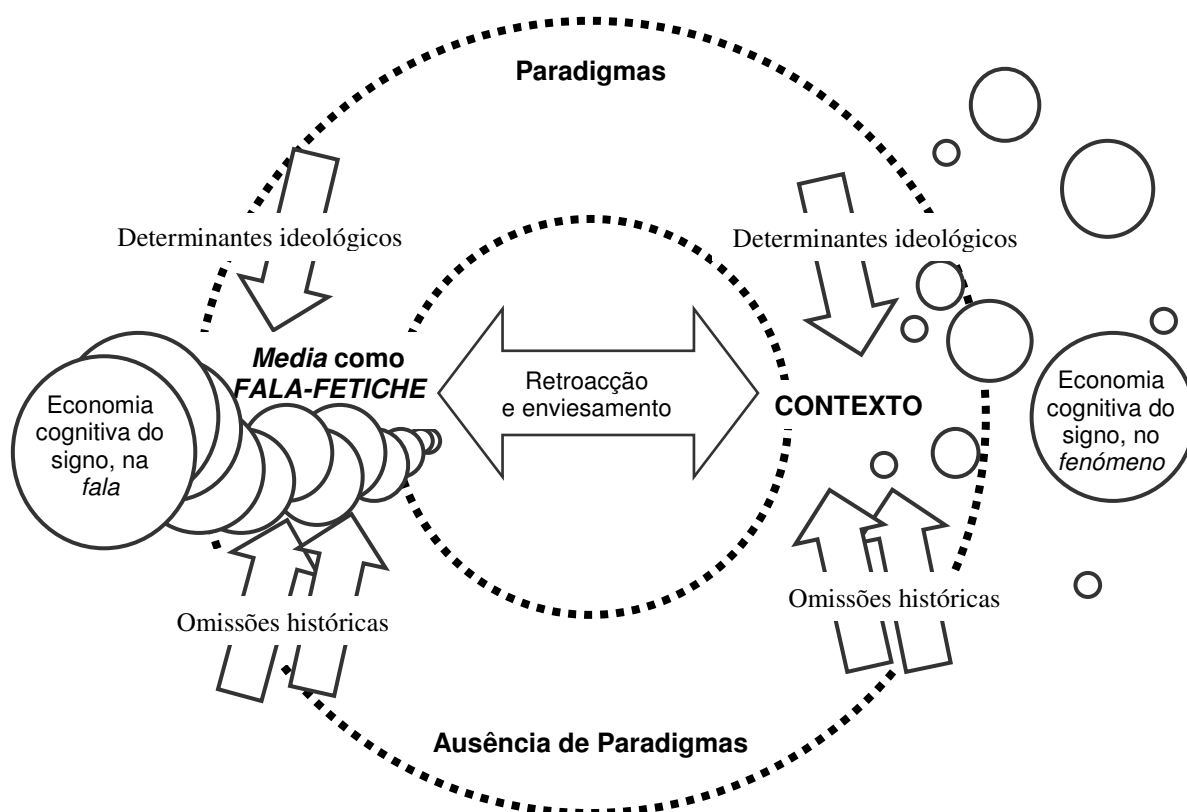 Paradigmas
Determinantes ideológicos
Determinantes ideológicos
Media como
FALA-FETICHE
Economia
cognitiva do
signo, na
fala
Retroacção
e enviesamento
CONTEXTO
Economia
cognitiva do
signo, no
fenómeno
Omissões históricas
Omissões históricas
Ausência de Paradigmas